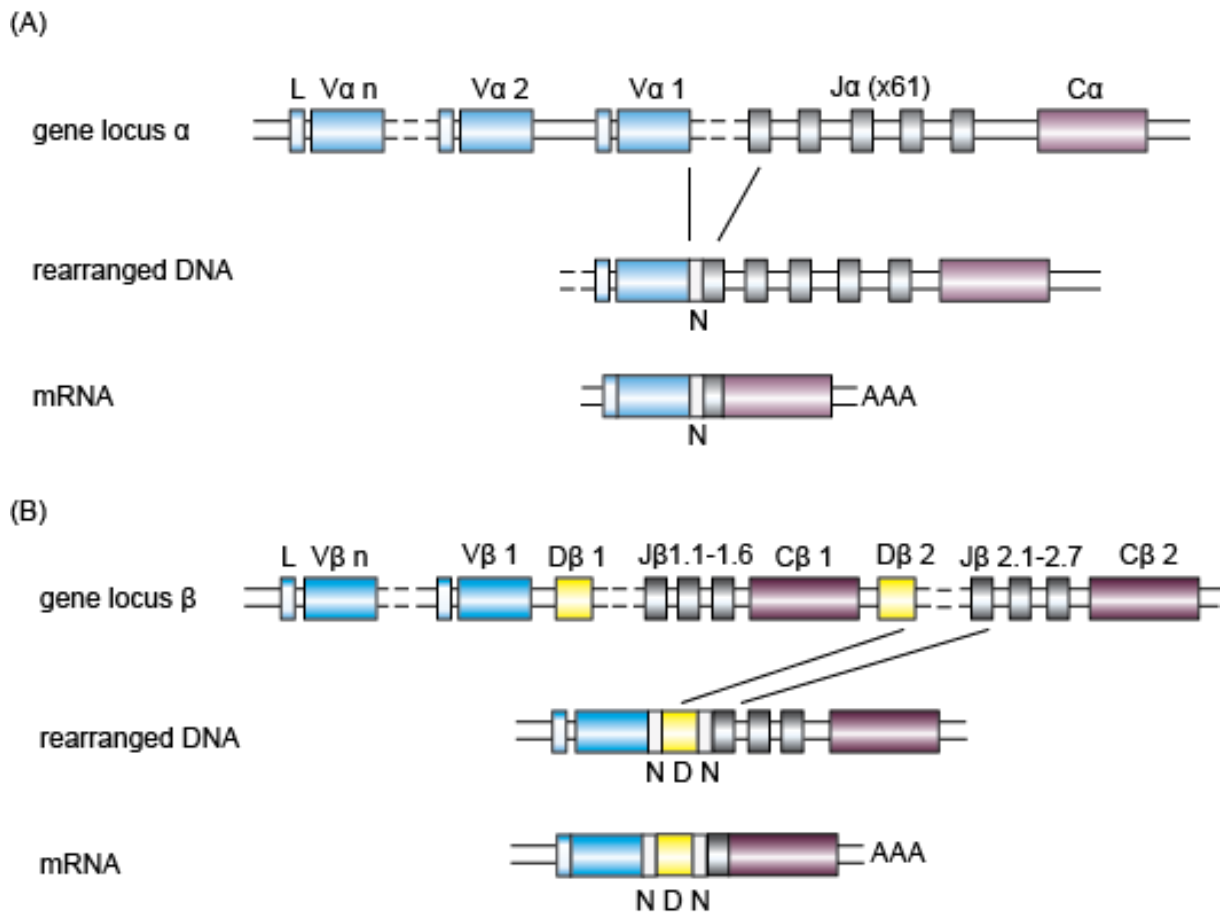 (A)
L Vα n Vα 2 Vα 1 Jα (x61) Cα
gene locus α
rearranged DNA
N
mRNA
AAA
N
(B)
L Vβ n Vβ 1 Dβ 1 Jβ1.1-1.6 Cβ 1 Dβ 2 Jβ 2.1-2.7 Cβ 2
gene locus β
rearranged DNA
N D N
mRNA
AAA
N D N